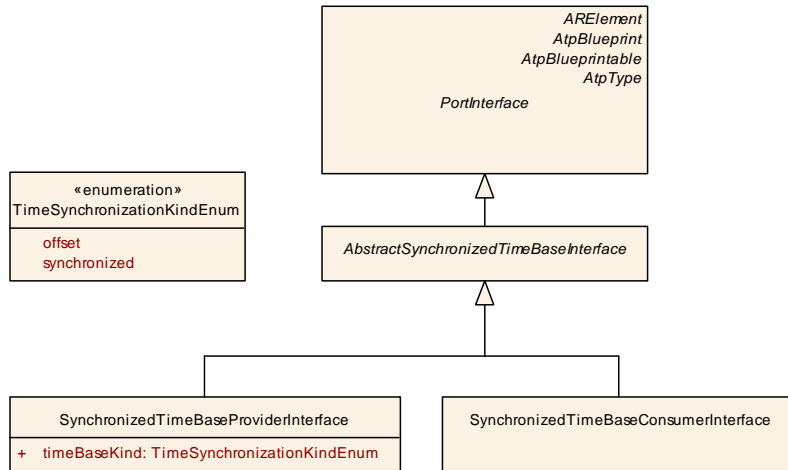 ARElement
AtpBlueprint
AtpBlueprintable
AtpType
PortInterface
«enumeration»
TimeSynchronizationKindEnum
offset
synchronized
AbstractSynchronizedTimeBaseInterface
SynchronizedTimeBaseProviderInterface
+ timeBaseKind: TimeSynchronizationKindEnum
SynchronizedTimeBaseConsumerInterface